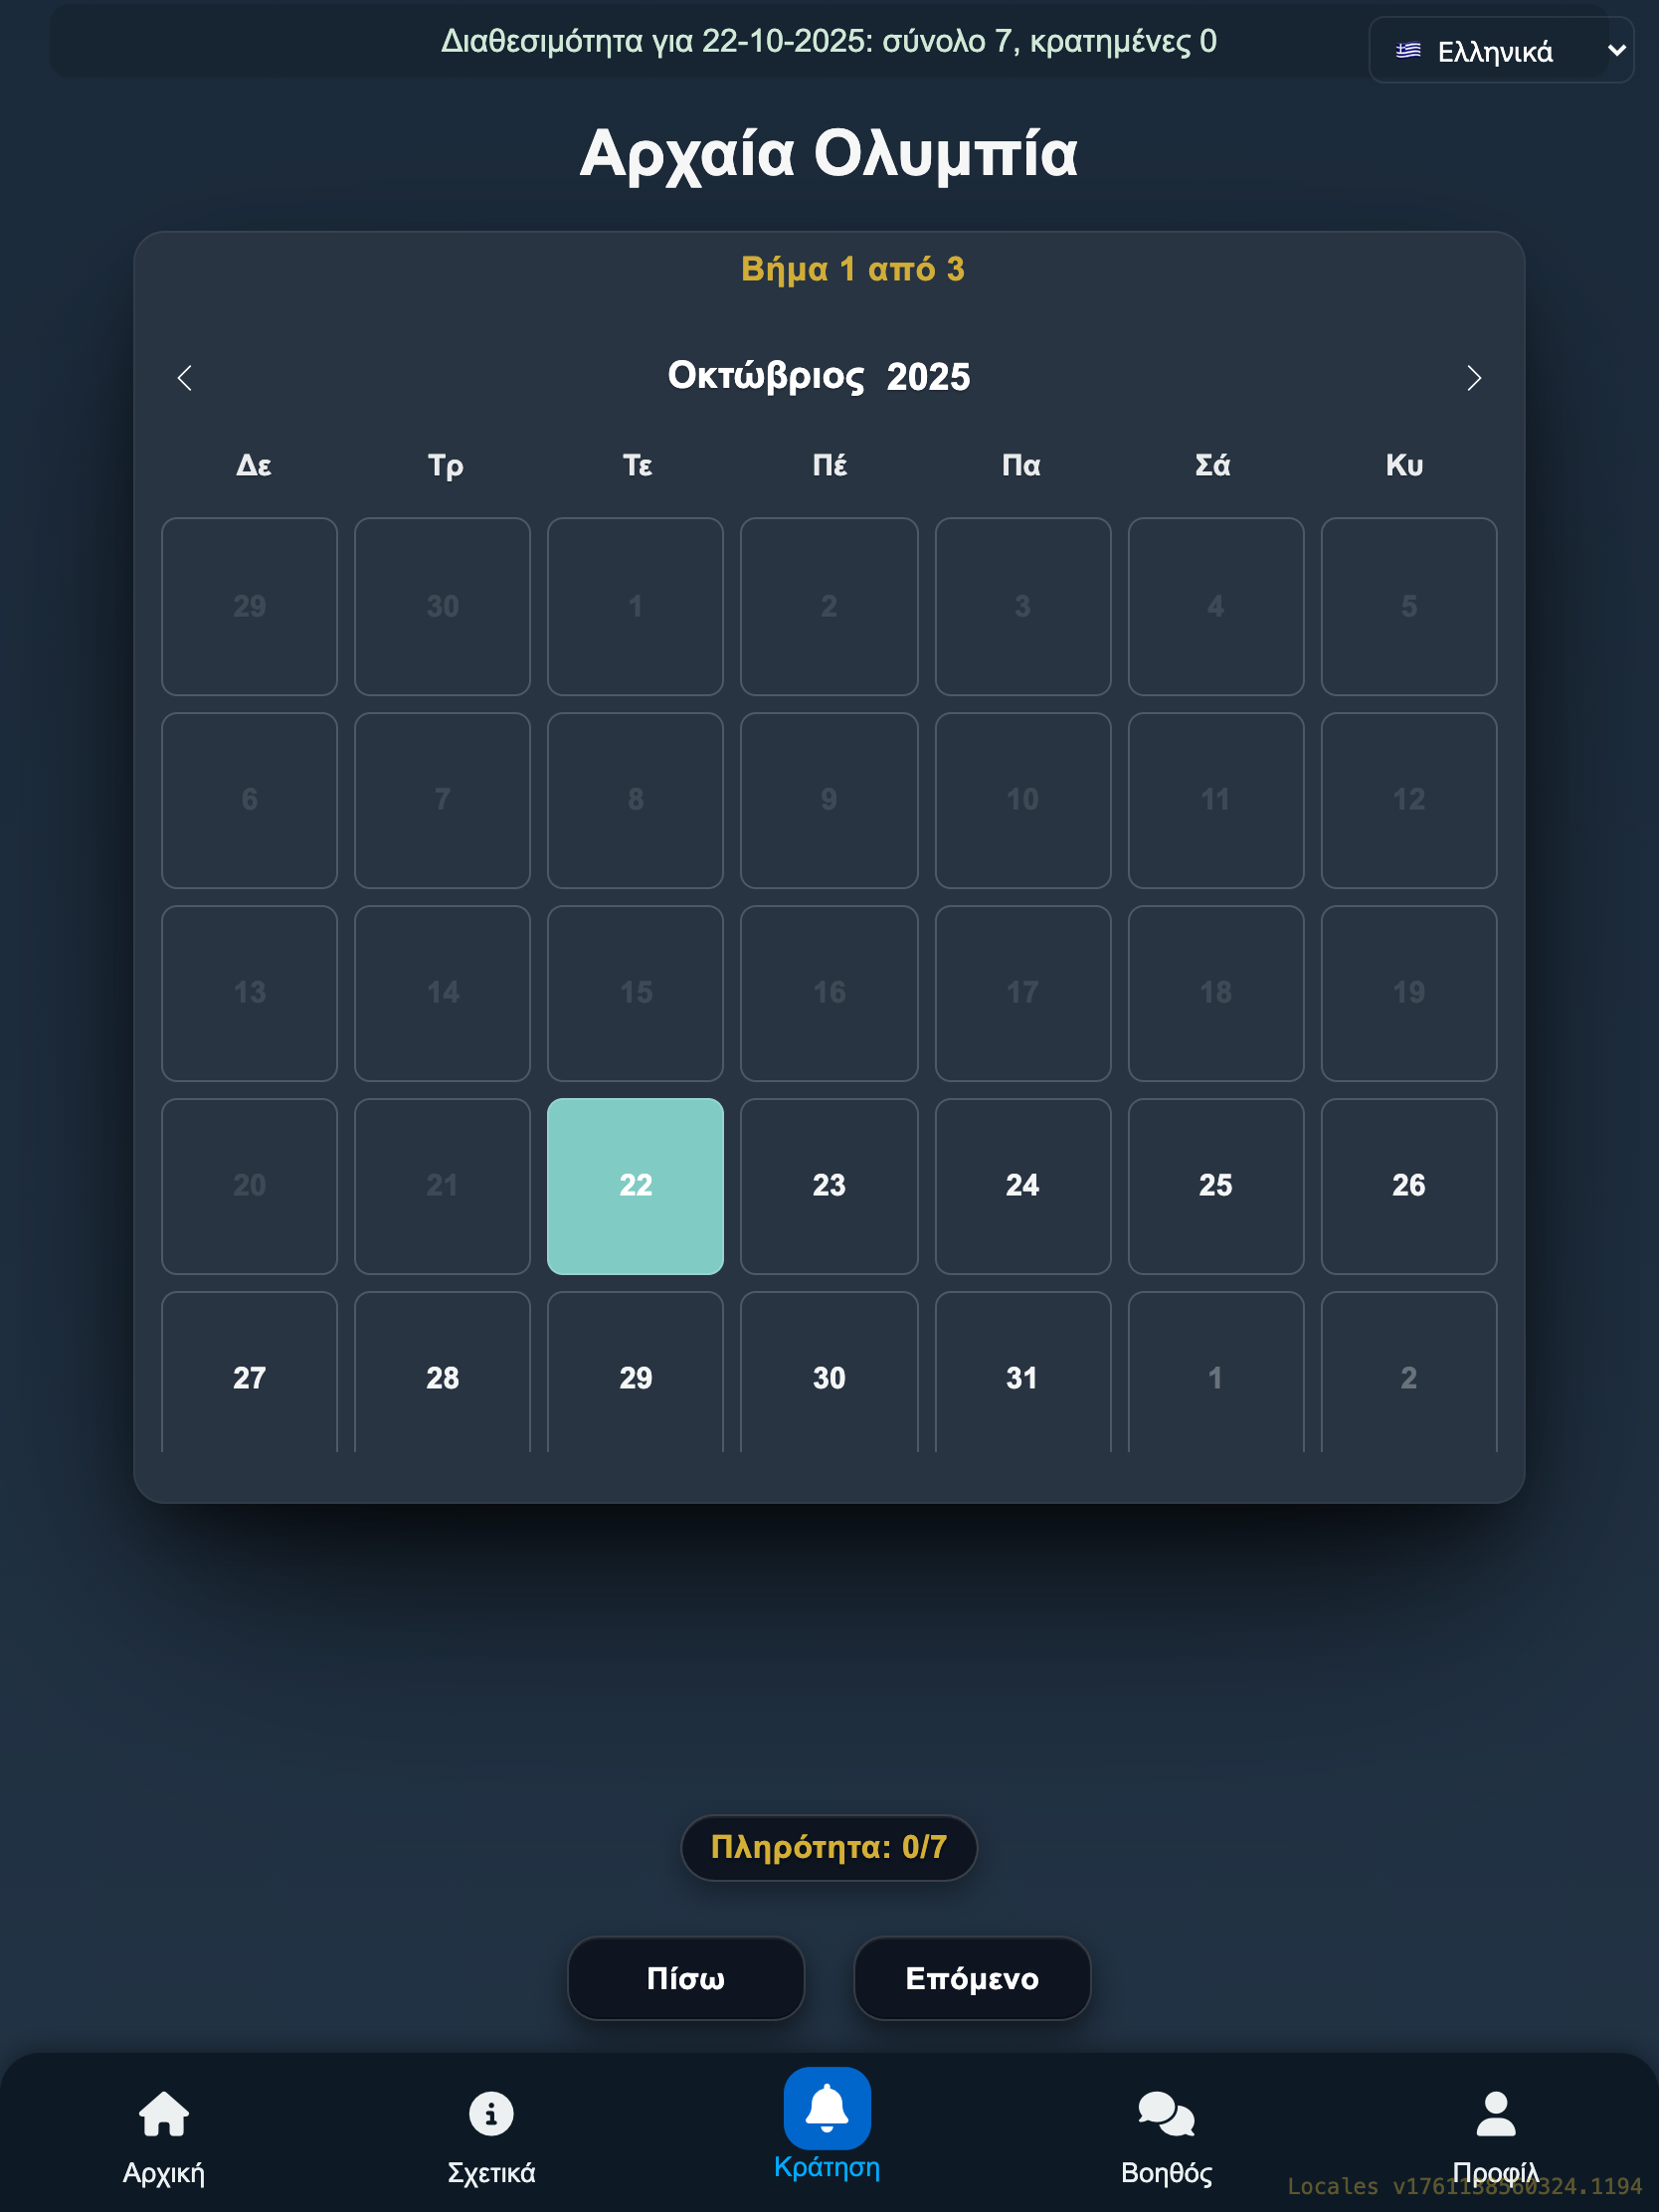 Διαθεσιμότητα για 22-10-2025: σύνολο 7, κρατημένες 0
Ελληνικά
Αρχαία Ολυμπία
Βήμα 1 από 3
Οκτώβριος 2025
Δε Τρ Τε Πέ Πα Σά Κυ
29 30 1 2 3 4 5
6 7 8 9 10 11 12
13 14 15 16 17 18 19
20 21 22 23 24 25 26
27 28 29 30 31 1 2
Πληρότητα: 0/7
Πίσω Επόμενο
Αρχική Σχετικά Κράτηση Βοηθός Προφίλ
Locales v1761138560324.1194